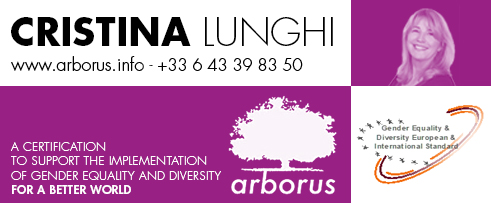 CRISTINA LUNGHI
www.arborus.info - +33 6 43 39 83 50
A CERTIFICATION
TO SUPPORT THE IMPLEMENTATION
OF GENDER EQUALITY AND DIVERSITY
FOR A BETTER WORLD
arborus
Gender Equality &
Diversity European &
International Standard